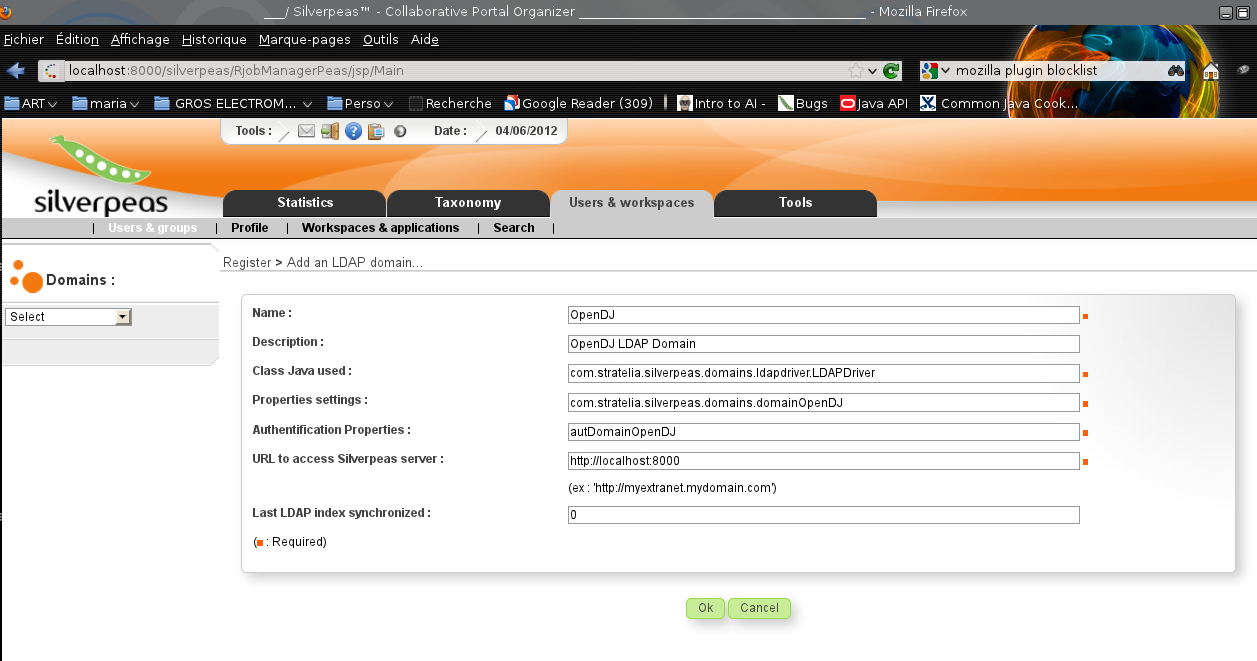 ___/ Silverpeas™ - Collaborative Portal Organizer ______________________________________ - Mozilla Firefox
Fichier Édition Affichage Historique Marque-pages Outils Aide
localhost:8000/silverpeas/RjobManagerPeas/jsp/Main mozilla plugin blocklist
ART maria GROS ELECTROM... Perso Recherche Google Reader (309) Intro to AI - Bugs Java API Common Java Cook...
Tools : Date : 04/06/2012
silverpeas
Statistics Taxonomy Users & workspaces Tools
| Users & groups | Profile | Workspaces & applications | Search |
Register > Add an LDAP domain...
Domains :
Select
Name : OpenDJ
Description : OpenDJ LDAP Domain
Class Java used : com.stratelia.silverpeas.domains.ldapdriver.LDAPDriver
Properties settings : com.stratelia.silverpeas.domains.domainOpenDJ
Authentification Properties : autDomainOpenDJ
URL to access Silverpeas server : http://localhost:8000
(ex : 'http://myextranet.mydomain.com')
Last LDAP index synchronized : 0
( : Required)
Ok Cancel